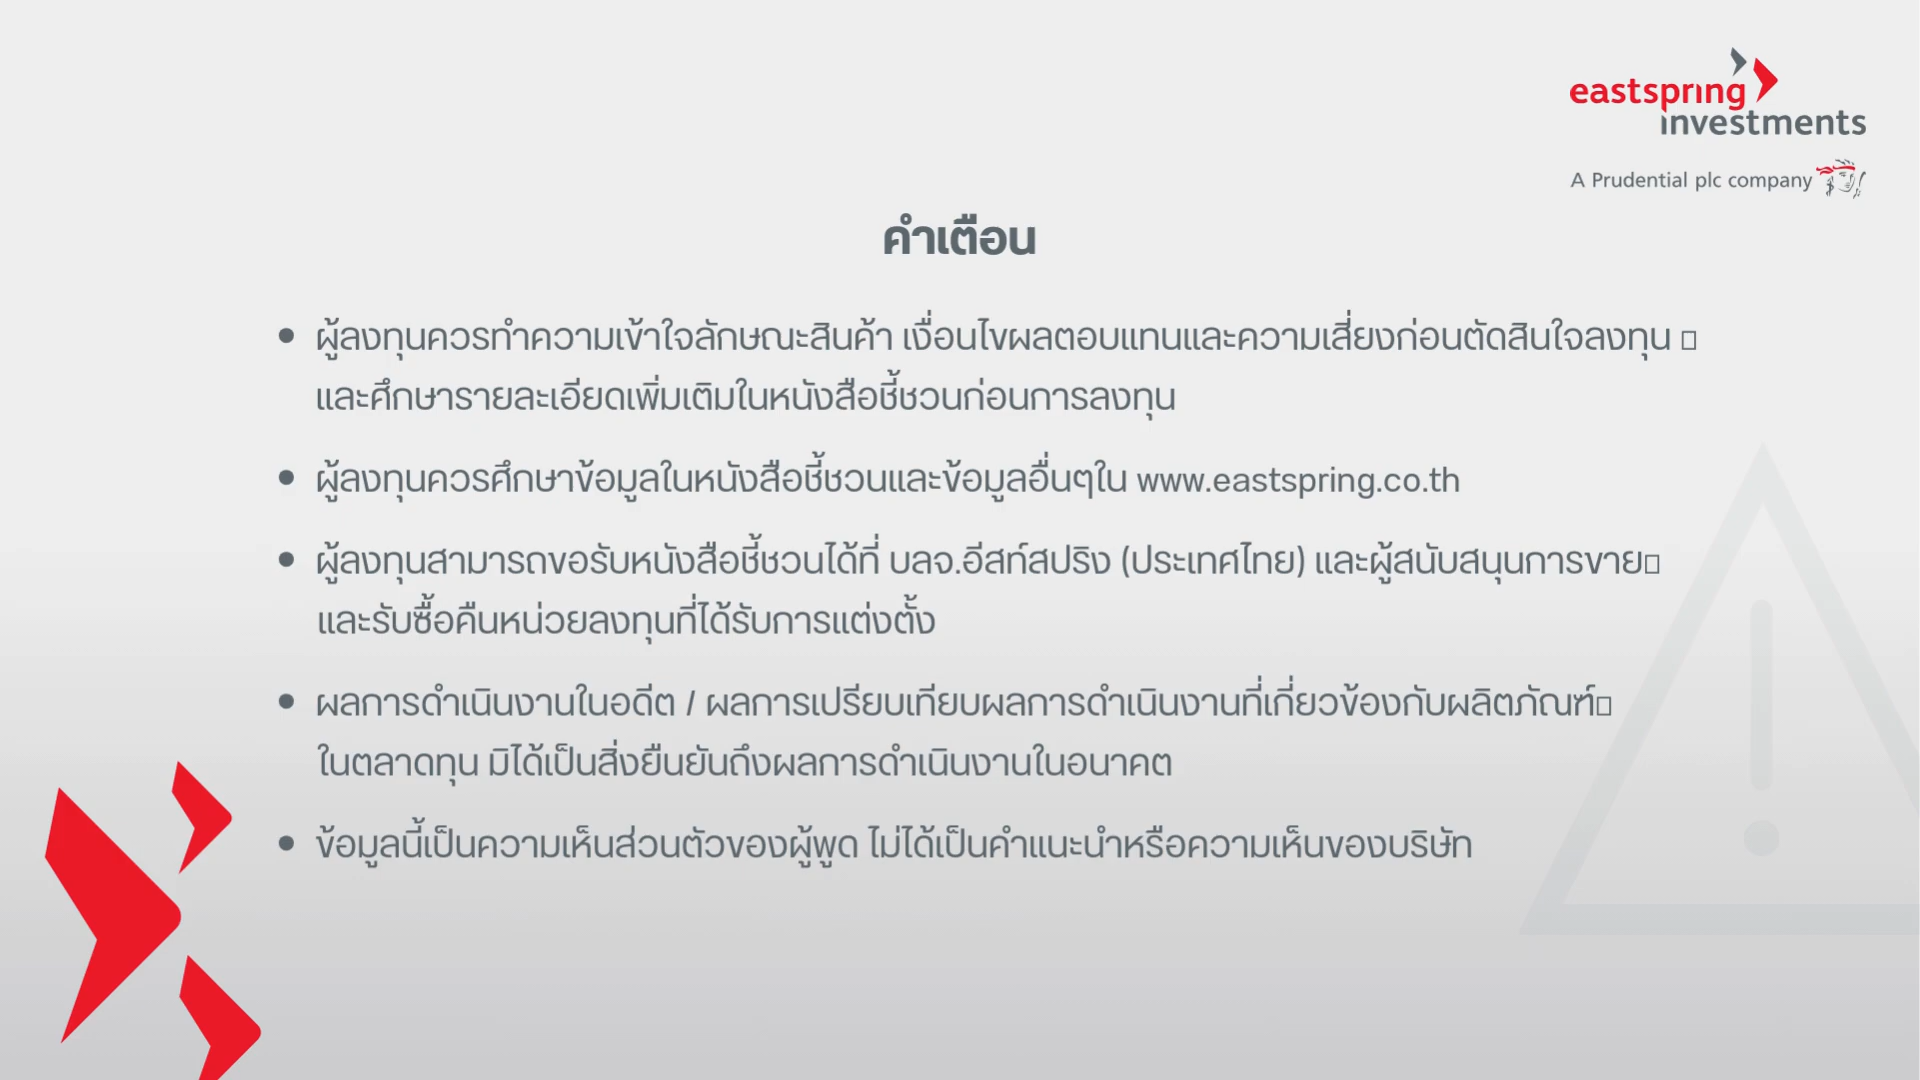 eastspring
investments
A Prudential plc company
คำเตือน
• ผู้ลงทุนควรทำความเข้าใจลักษณะสินค้า เงื่อนไขผลตอบแทนและความเสี่ยงก่อนตัดสินใจลงทุน
และศึกษารายละเอียดเพิ่มเติมในหนังสือชี้ชวนก่อนการลงทุน
• ผู้ลงทุนควรศึกษาข้อมูลในหนังสือชี้ชวนและข้อมูลอื่นๆใน www.eastspring.co.th
• ผู้ลงทุนสามารถขอรับหนังสือชี้ชวนได้ที่ บลจ.อีสท์สปริง (ประเทศไทย) และผู้สนับสนุนการขาย
และรับซื้อคืนหน่วยลงทุนที่ได้รับการแต่งตั้ง
• ผลการดำเนินงานในอดีต / ผลการเปรียบเทียบผลการดำเนินงานที่เกี่ยวข้องกับผลิตภัณฑ์
ในตลาดทุน มิได้เป็นสิ่งยืนยันถึงผลการดำเนินงานในอนาคต
• ข้อมูลนี้เป็นความเห็นส่วนตัวของผู้พูด ไม่ได้เป็นคำแนะนำหรือความเห็นของบริษัท